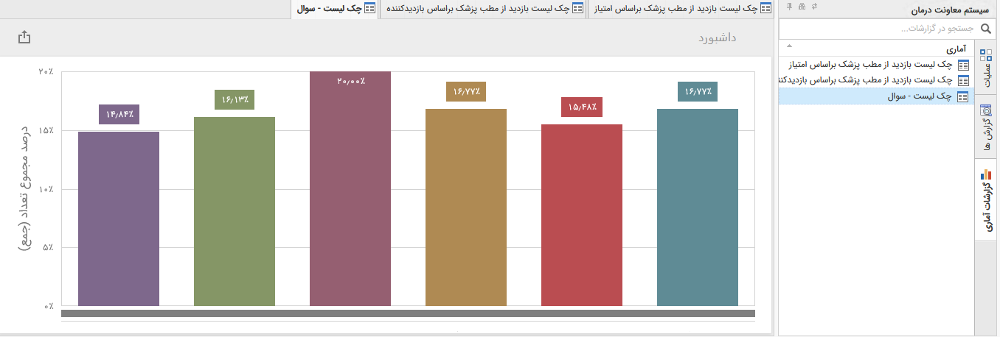 سیستم معاونت درمان
جستجو در گزارشات...
آماری
چک لیست بازدید از مطب پزشک براساس امتیاز
چک لیست بازدید از مطب پزشک براساس بازدیدکنن
چک لیست - سوال
عملیات
گزارش ها
گزارشات آماری
چک لیست بازدید از مطب پزشک براساس امتیاز
چک لیست بازدید از مطب پزشک براساس بازدیدکننده
چک لیست - سوال
داشبورد
درصد مجموع تعداد (جمع)
۲۰٪
۱۵٪
۱۰٪
۵٪
۰٪
۱۴٫۸۴٪
۱۶٫۱۳٪
۲۰٫۰۰٪
۱۶٫۷۷٪
۱۵٫۴۸٪
۱۶٫۷۷٪